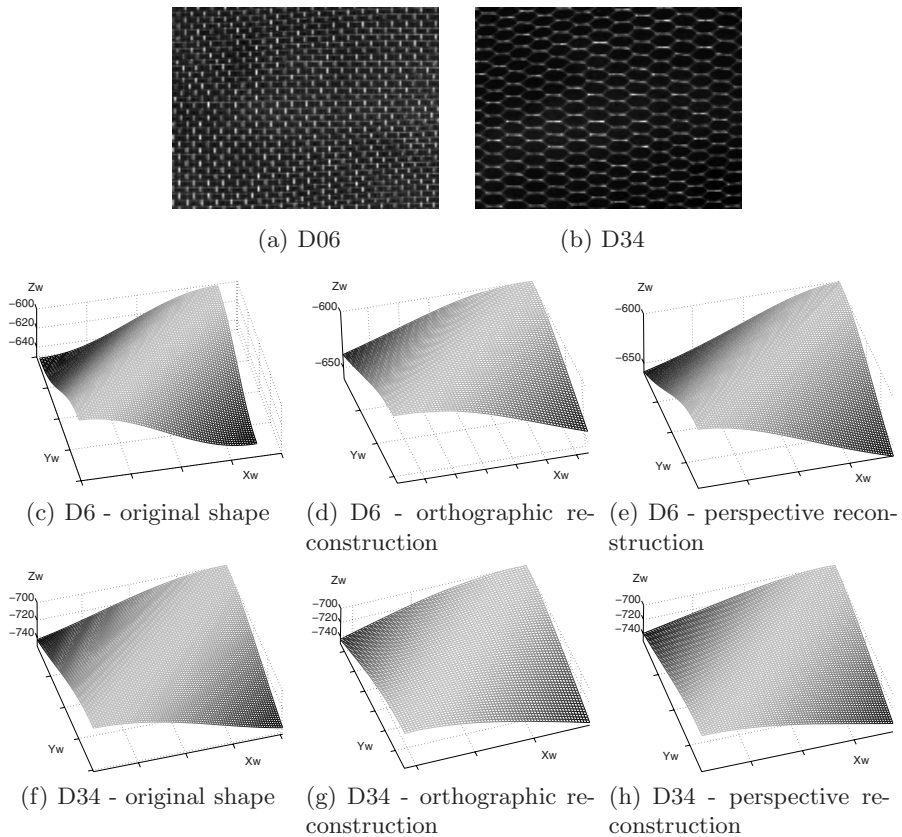 (a) D06
(b) D34
Zw
−600
−620
−640
Yw
Xw
Zw
−600
−650
Yw
Xw
Zw
−600
−650
Yw
Xw
(c) D6 - original shape
(d) D6 - orthographic re-
construction
(e) D6 - perspective recon-
struction
Zw
−700
−720
−740
Yw
Xw
Zw
−700
−720
−740
Yw
Xw
Zw
−700
−720
−740
Yw
Xw
(f) D34 - original shape
(g) D34 - orthographic re-
construction
(h) D34 - perspective re-
construction